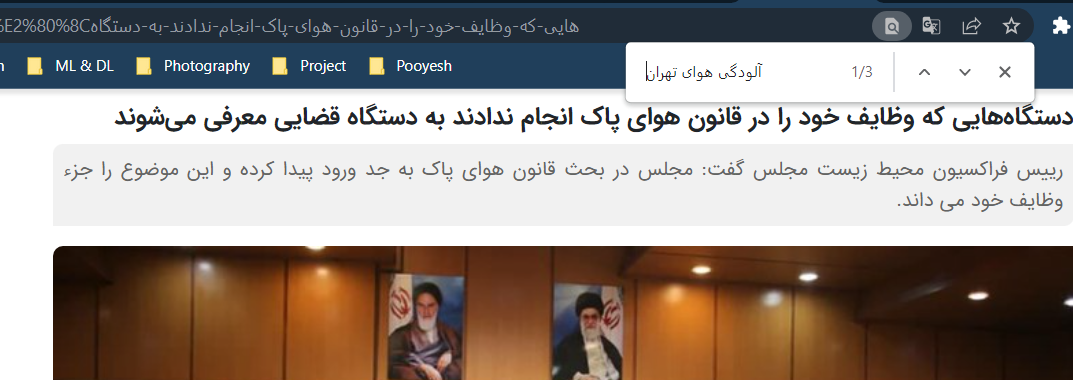 هایی-که-وظایف-خود-را-در-قانون-هوای-پاک-انجام-ندادند-به-دستگاه%E2%80%8C
ML & DL
Photography
Project
Pooyesh
آلودگی هوای تهران
1/3
دستگاه‌هایی که وظایف خود را در قانون هوای پاک انجام ندادند به دستگاه قضایی معرفی می‌شوند
رییس فراکسیون محیط زیست مجلس گفت: مجلس در بحث قانون هوای پاک به جد ورود پیدا کرده و این موضوع را جزء
وظایف خود می داند.